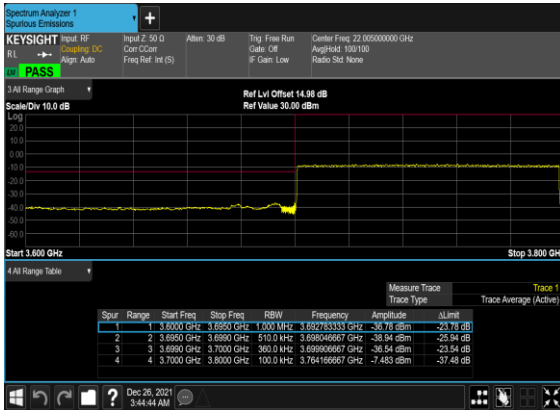 Spectrum Analyzer 1
Spurious Emissions
+
KEYSIGHT Input: RF Input Z: 50 Ω Atten: 30 dB Trig: Free Run Center Freq: 22.005000000 GHz
RL Coupling: DC Corr CCorr Gate: Off Avg|Hold: 100/100
Align: Auto Freq Ref: Int (S) IF Gain: Low Radio Std: None
PASS
3 All Range Graph
Ref Lvl Offset 14.98 dB
Scale/Div 10.0 dB Ref Value 30.00 dBm
Log
20.0
10.0
0.00
-10.0
-20.0
-30.0
-40.0
-50.0
-60.0
Start 3.600 GHz Stop 3.800 GH
4 All Range Table
Measure Trace Trace 1
Trace Type Trace Average (Active)
Spur Range Start Freq Stop Freq RBW Frequency Amplitude ΔLimit
1 1 3.6000 GHz 3.6950 GHz 1.000 MHz 3.692783333 GHz -36.78 dBm -23.78 dB
2 2 3.6950 GHz 3.6990 GHz 510.0 kHz 3.698046667 GHz -38.94 dBm -25.94 dB
3 3 3.6990 GHz 3.7000 GHz 360.0 kHz 3.699906667 GHz -36.54 dBm -23.54 dB
4 4 3.7000 GHz 3.8000 GHz 100.0 kHz 3.764166667 GHz -7.483 dBm -37.48 dB
? Dec 26, 2021
3:44:44 AM